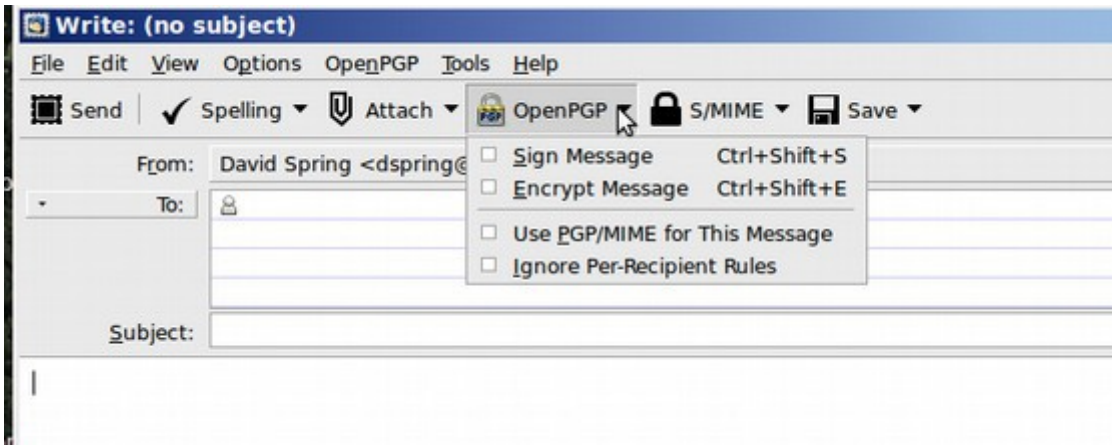 Write: (no subject)
File Edit View Options OpenPGP Tools Help
Send Spelling Attach PGP OpenPGP S/MIME Save
From: David Spring <dspring@
Sign Message Ctrl+Shift+S
Encrypt Message Ctrl+Shift+E
Use PGP/MIME for This Message
Ignore Per-Recipient Rules
To:
Subject: